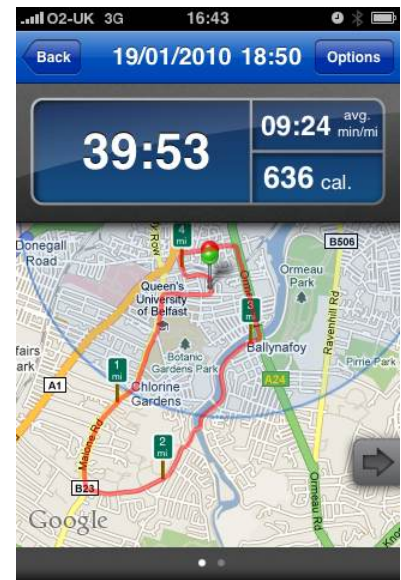 O2-UK 3G 16:43
Back 19/01/2010 18:50 Options
39:53
09:24 avg. min/mi
636 cal.
Donegall
Road
4
mi
B506
Ormeau
Park
Queen's
University
of Belfast
3
mi
Ravenhill Rd
Botanic
Gardens Park
Ballynafoy
fairs
ark
Pirrie Park
1
mi
A1
Chlorine
Gardens
A24
Malone Rd
2
mi
B23
Ormeau Rd
Google